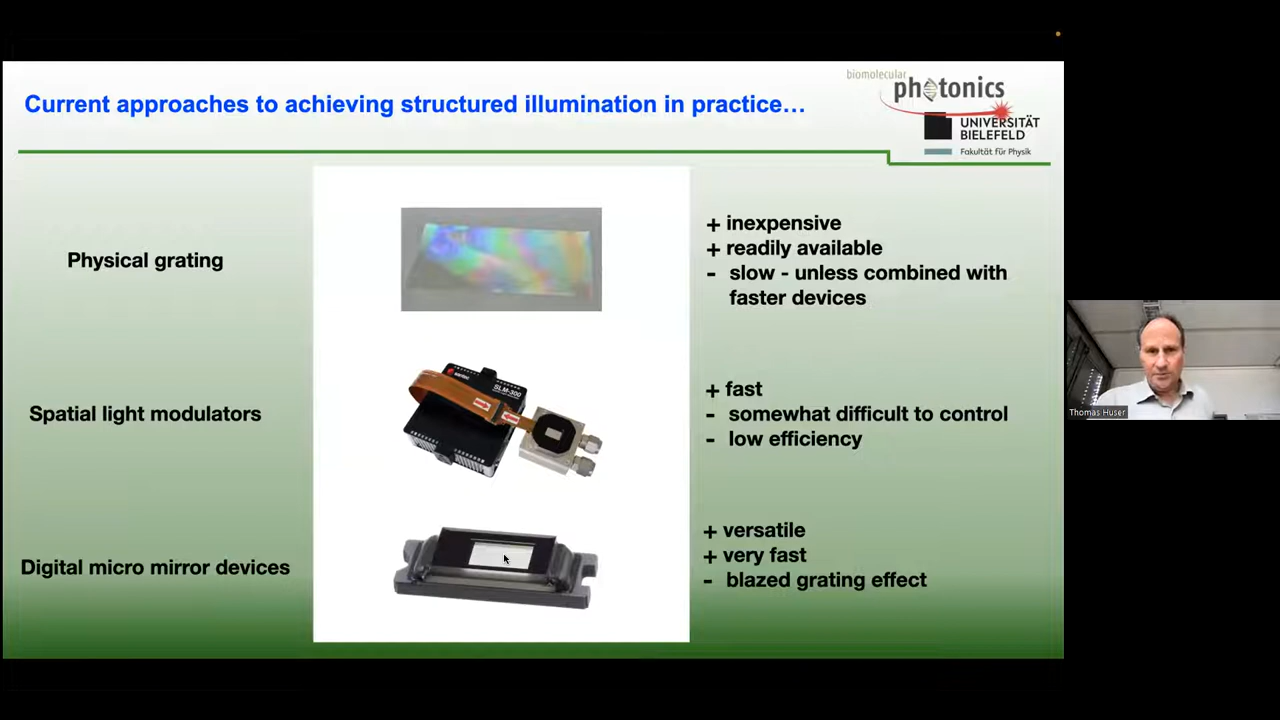 Current approaches to achieving structured illumination in practice…
biomolecular
photonics
UNIVERSITÄT
BIELEFELD
Fakultät für Physik
Physical grating
+ inexpensive
+ readily available
- slow - unless combined with
faster devices
SLM-300
Spatial light modulators
+ fast
- somewhat difficult to control
- low efficiency
Digital micro mirror devices
+ versatile
+ very fast
- blazed grating effect
Thomas Huser